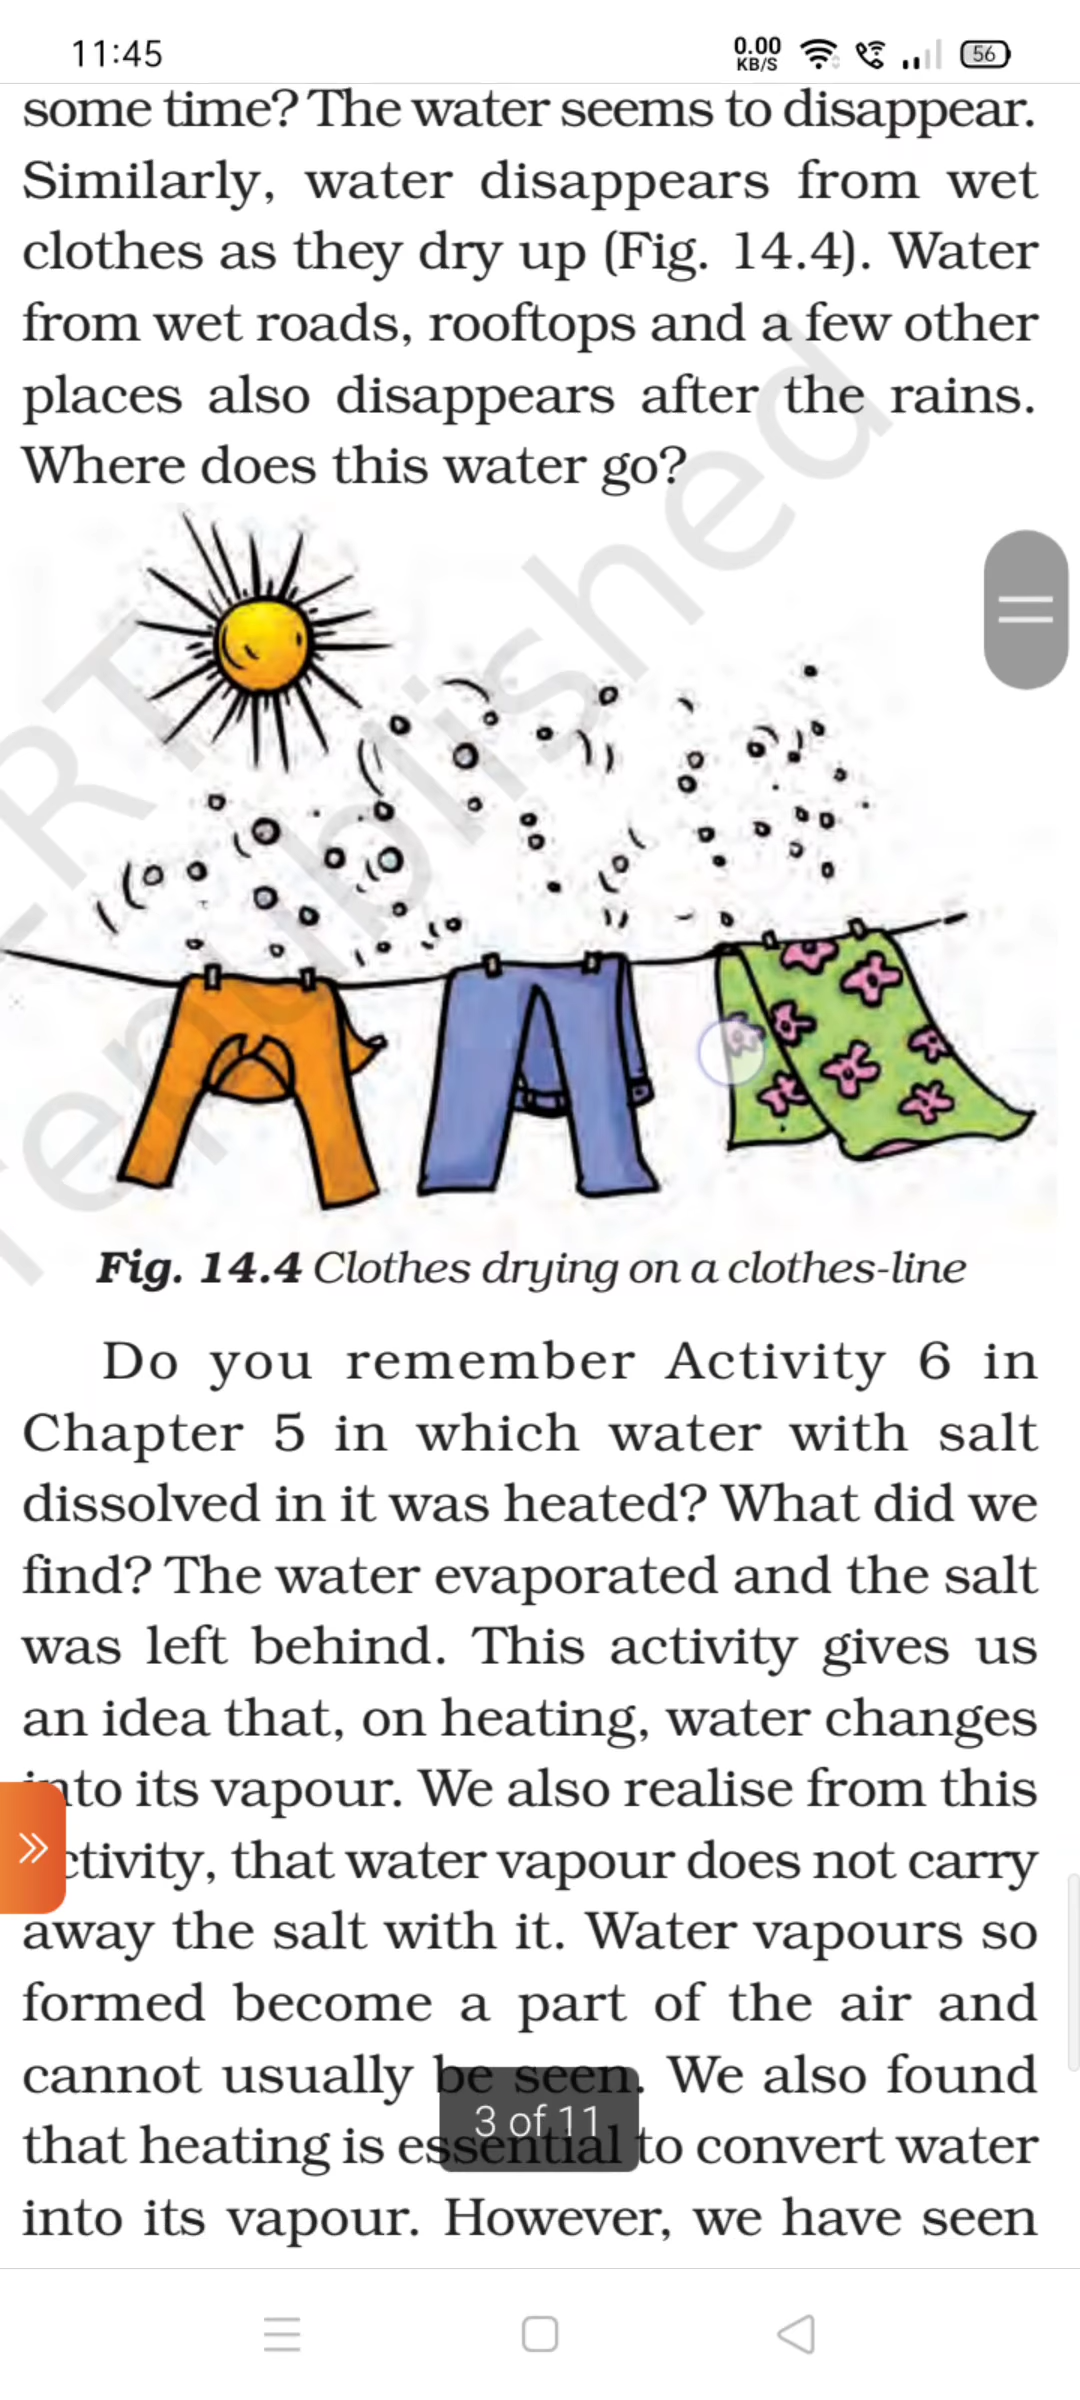 11:45
0.00
KB/S
56
some time? The water seems to disappear.
Similarly, water disappears from wet
clothes as they dry up (Fig. 14.4). Water
from wet roads, rooftops and a few other
places also disappears after the rains.
Where does this water go?
Fig. 14.4 Clothes drying on a clothes-line
Do you remember Activity 6 in
Chapter 5 in which water with salt
dissolved in it was heated? What did we
find? The water evaporated and the salt
was left behind. This activity gives us
an idea that, on heating, water changes
into its vapour. We also realise from this
ctivity, that water vapour does not carry
away the salt with it. Water vapours so
formed become a part of the air and
cannot usually be seen. We also found
3 of 11
that heating is essential to convert water
into its vapour. However, we have seen